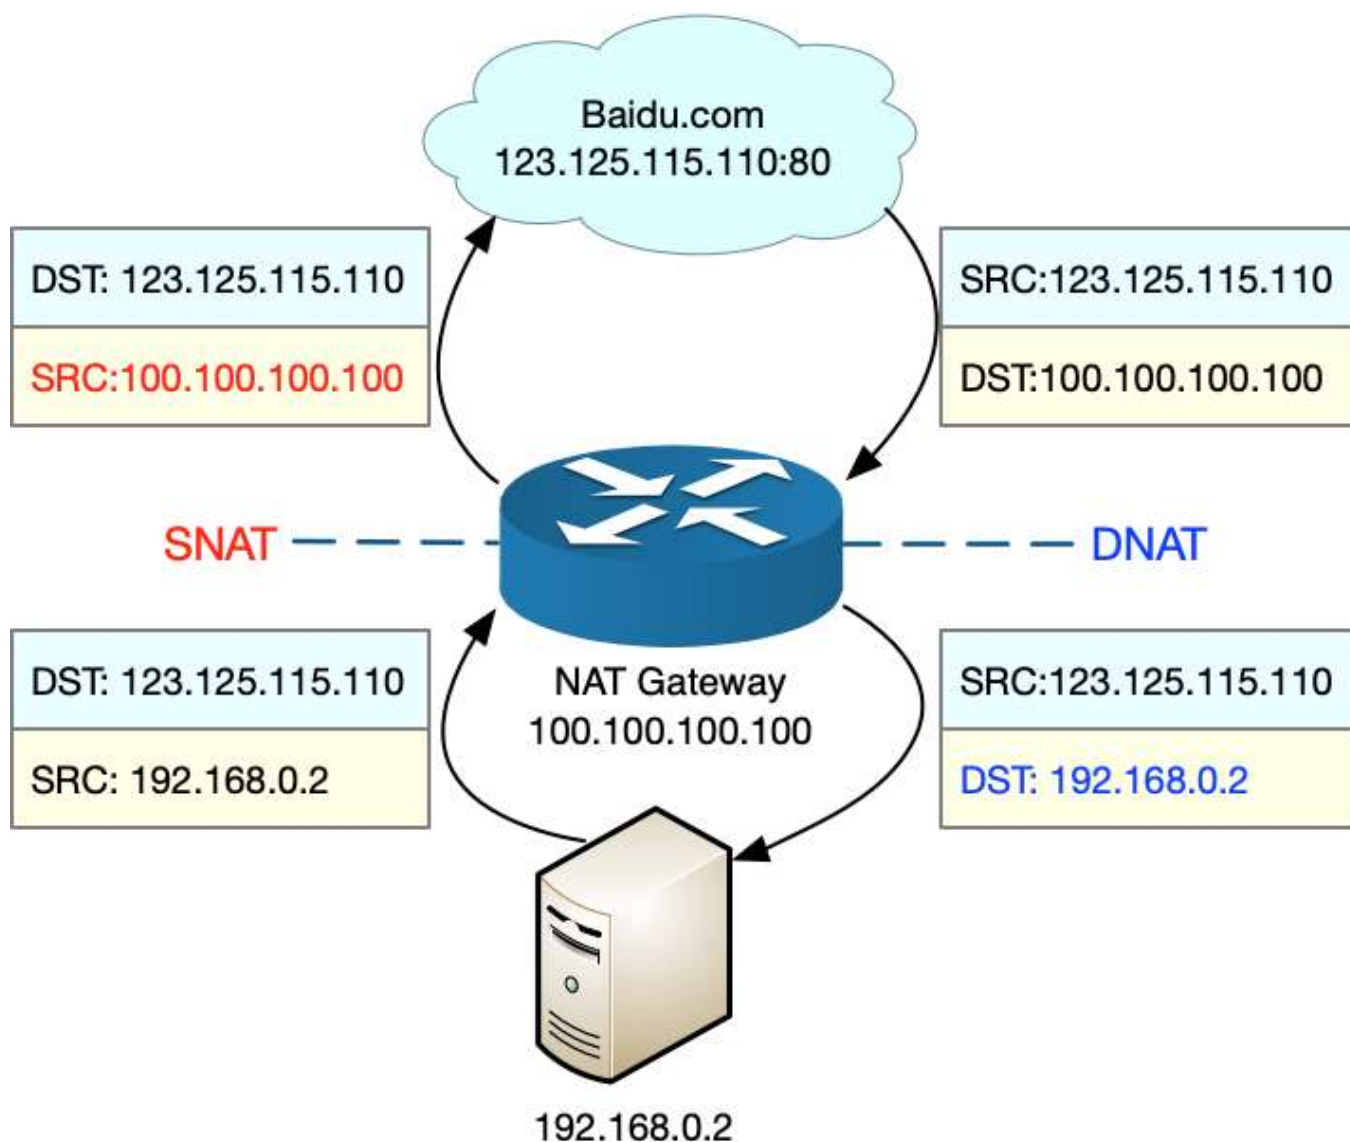 Baidu.com
123.125.115.110:80
DST: 123.125.115.110
SRC:100.100.100.100
SRC:123.125.115.110
DST:100.100.100.100
SNAT
DNAT
DST: 123.125.115.110
SRC: 192.168.0.2
NAT Gateway
100.100.100.100
SRC:123.125.115.110
DST: 192.168.0.2
192.168.0.2